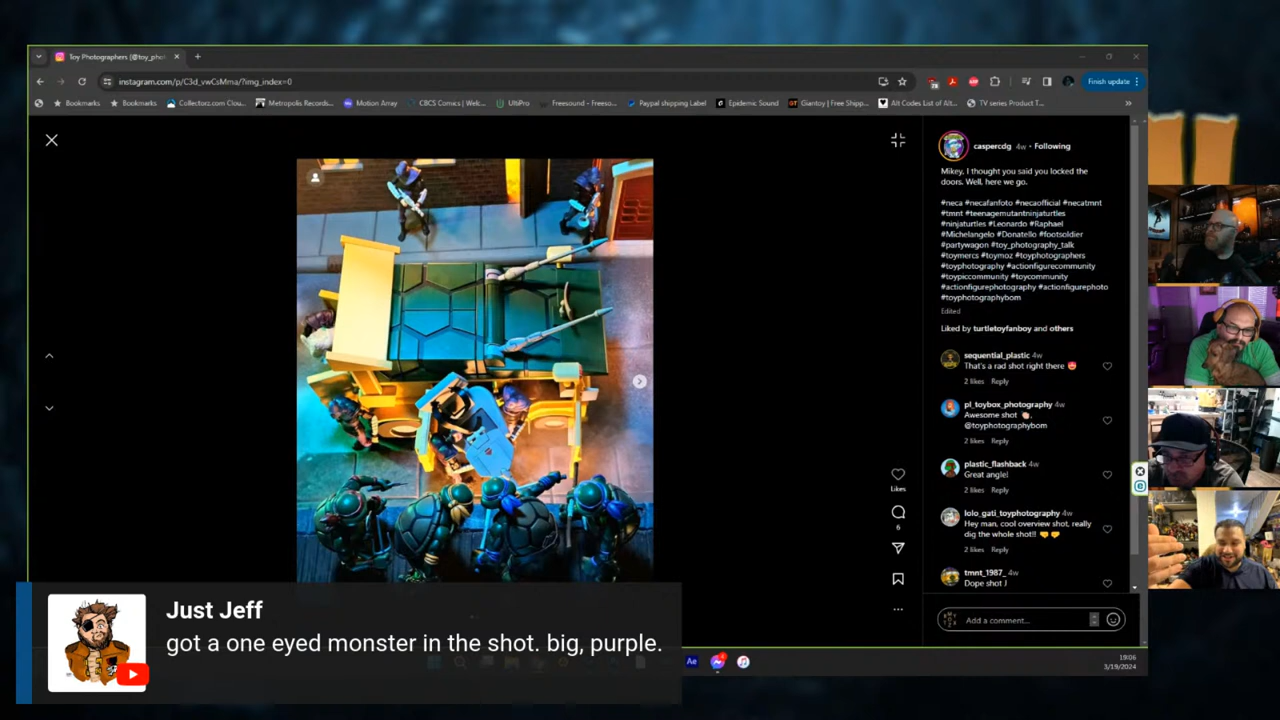 Toy Photographers (@toy_phot
instagram.com/p/C3d_vwCsMma/?img_index=0
Finish update
Bookmarks
Bookmarks
Collectorz.com Clou...
Metropolis Records...
Motion Array
CBCS Comics | Welc...
UltiPro
Freesound - Freeso...
Paypal shipping Label
Epidemic Sound
Giantoy | Free Shipp...
Alt Codes List of Alt...
TV series Product T...
caspercdg 4w • Following
Mikey, I thought you said you locked the
doors. Well, here we go.
#neca #necafanfoto #necaofficial #necatmnt
#tmnt #teenagemutantninjaturtles
#ninjaturtles #Leonardo #Raphael
#Michelangelo #Donatello #footsoldier
#partywagon #toy_photography_talk
#toymercs #toymoz #toyphotographers
#toyphotography #actionfigurecommunity
#toypiccommunity #toycommunity
#actionfigurephotography #actionfigurephoto
#toyphotographybom
Edited
Liked by turtletoyfanboy and others
sequential_plastic 4w
That's a rad shot right there
2 likes Reply
pl_toybox_photography 4w
Awesome shot
@toyphotographybom
2 likes Reply
plastic_flashback 4w
Great angle!
2 likes Reply
lolo_gati_toyphotography 4w
Hey man, cool overview shot, really
dig the whole shot!!
2 likes Reply
tmnt_1987_ 4w
Dope shot J
Likes
6
Add a comment...
Just Jeff
got a one eyed monster in the shot. big, purple.
Ae
19:06
3/19/2024